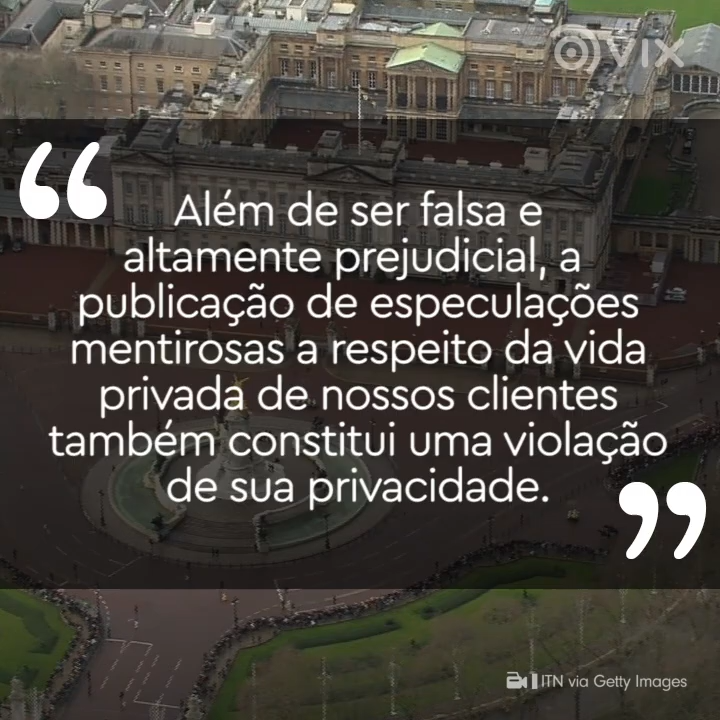 VIX
“
Além de ser falsa e
altamente prejudicial, a
publicação de especulações
mentirosas a respeito da vida
privada de nossos clientes
também constitui uma violação
de sua privacidade.
”
ITN via Getty Images